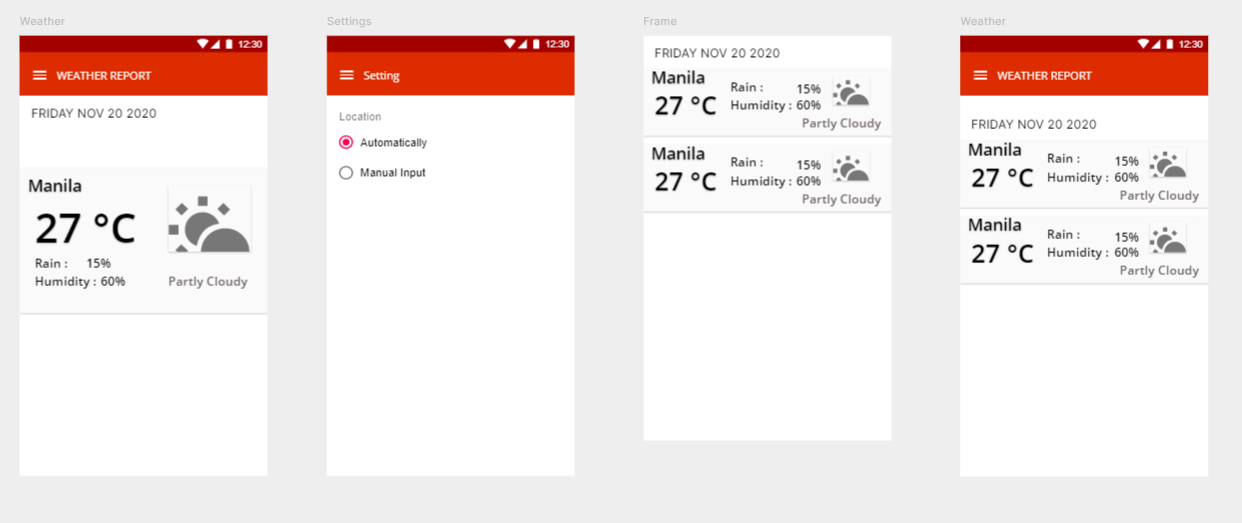 Weather
12:30
WEATHER REPORT
FRIDAY NOV 20 2020
Manila
27 °C
Rain : 15%
Humidity : 60%
Partly Cloudy
Settings
12:30
Setting
Location
Automatically
Manual Input
Frame
FRIDAY NOV 20 2020
Manila
27 °C
Rain : 15%
Humidity : 60%
Partly Cloudy
Manila
27 °C
Rain : 15%
Humidity : 60%
Partly Cloudy
Weather
12:30
WEATHER REPORT
FRIDAY NOV 20 2020
Manila
27 °C
Rain : 15%
Humidity : 60%
Partly Cloudy
Manila
27 °C
Rain : 15%
Humidity : 60%
Partly Cloudy